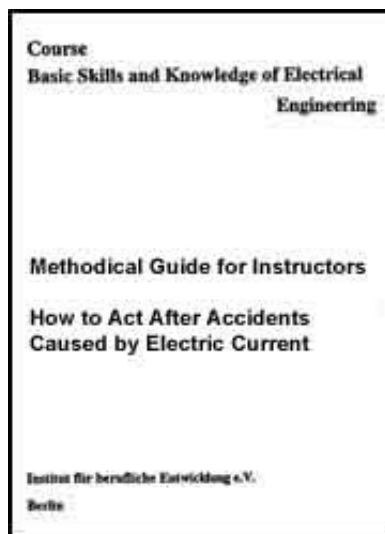 Course
Basic Skills and Knowledge of Electrical
Engineering
Methodical Guide for Instructors
How to Act After Accidents
Caused by Electric Current
Institut für berufliche Entwicklung e.V.
Berlin